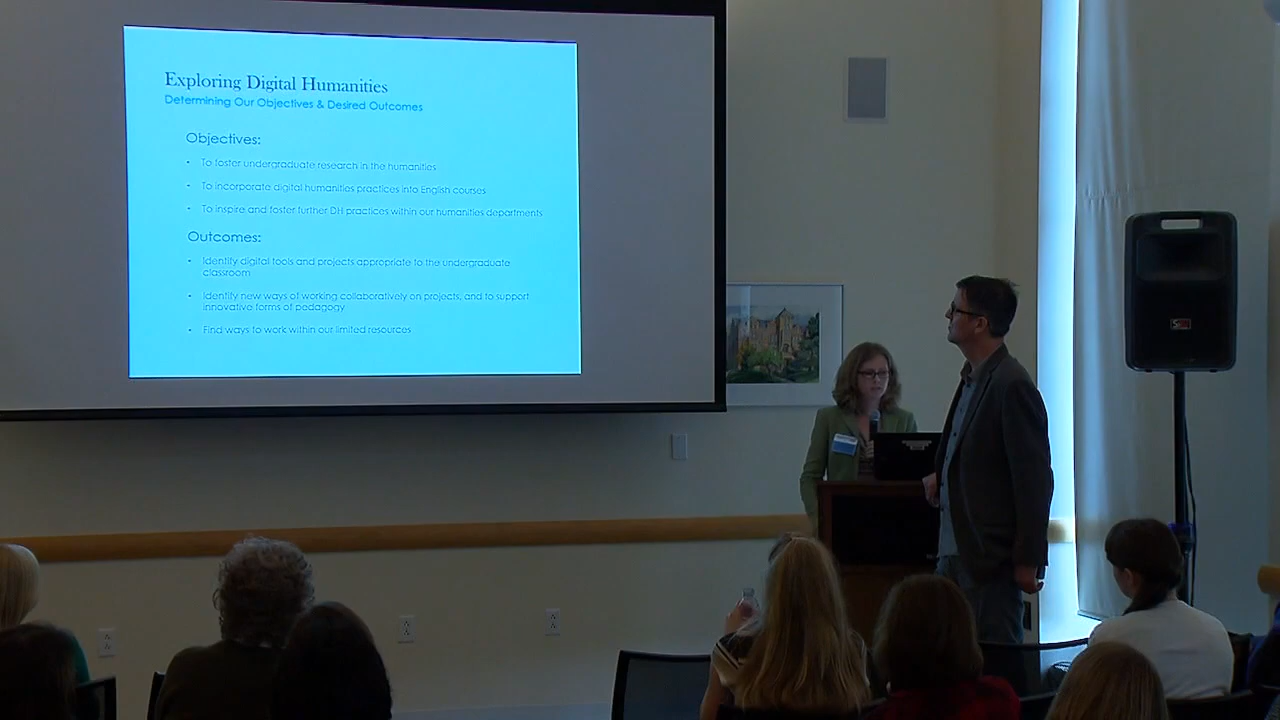 Exploring Digital Humanities
Determining Our Objectives & Desired Outcomes
Objectives:
• To foster undergraduate research in the humanities
• To incorporate digital humanities practices into English courses
• To inspire and foster further DH practices within our humanities departments
Outcomes:
• Identify digital tools and projects appropriate to the undergraduate
classroom
• Identify new ways of working collaboratively on projects, and to support
innovative forms of pedagogy
• Find ways to work within our limited resources